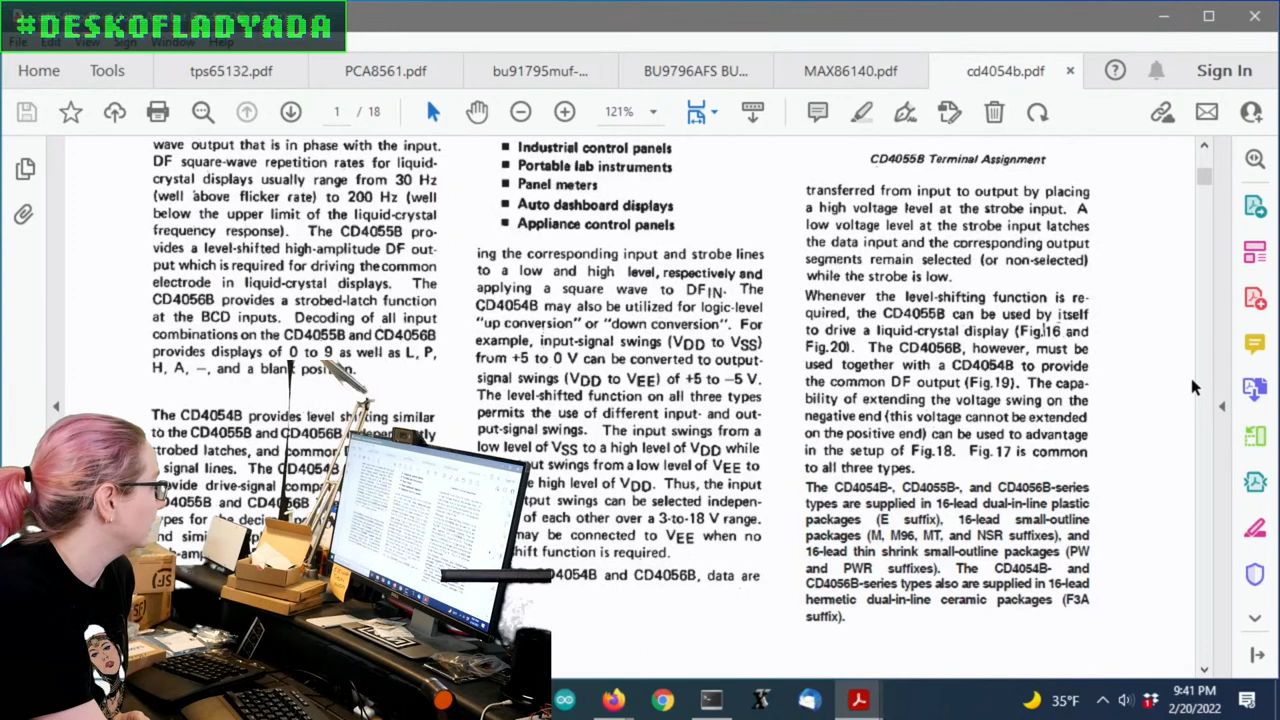 #DESKOFLADYADA
File Edit View Sign Window Help
Home
Tools
tps65132.pdf
PCA8561.pdf
bu91795muf-...
BU9796AFS BU...
MAX86140.pdf
cd4054b.pdf
Sign In
1 / 18
121%
wave output that is in phase with the input.
DF square-wave repetition rates for liquid-
crystal displays usually range from 30 Hz
(well above flicker rate) to 200 Hz (well
below the upper limit of the liquid-crystal
frequency response). The CD4055B pro-
vides a level-shifted high-amplitude DF out-
put which is required for driving the common
electrode in liquid-crystal displays. The
CD4056B provides a strobed-latch function
at the BCD inputs. Decoding of all input
combinations on the CD4055B and CD4056B
provides displays of 0 to 9 as well as L, P,
H, A, –, and a blank position.
The CD4054B provides level shifting similar
to the CD4055B and CD4056B independently
strobed latches, and common
signal lines. The CD4054
provide drive-signal compa
4055B and CD4056
and simi
■ Industrial control panels
■ Portable lab instruments
■ Panel meters
■ Auto dashboard displays
■ Appliance control panels
ing the corresponding input and strobe lines
to a low and high level, respectively and
applying a square wave to DFIN. The
CD4054B may also be utilized for logic-level
"up conversion" or "down conversion". For
example, input-signal swings (VDD to VSS)
from +5 to 0 V can be converted to output-
signal swings (VDD to VEE) of +5 to −5 V.
The level-shifted function on all three types
permits the use of different input- and out-
put-signal swings. The input swings from a
low level of VSS to a high level of VDD while
ut swings from a low level of VEE to
e high level of VDD. Thus, the input
tput swings can be selected indepen-
of each other over a 3-to-18 V range.
may be connected to VEE when no
shift function is required.
D4054B and CD4056B, data are
CD4055B Terminal Assignment
transferred from input to output by placing
a high voltage level at the strobe input. A
low voltage level at the strobe input latches
the data input and the corresponding output
segments remain selected (or non-selected)
while the strobe is low.
Whenever the level-shifting function is re-
quired, the CD4055B can be used by itself
to drive a liquid-crystal display (Fig.16 and
Fig.20). The CD4056B, however, must be
used together with a CD4054B to provide
the common DF output (Fig.19). The capa-
bility of extending the voltage swing on the
negative end (this voltage cannot be extended
on the positive end) can be used to advantage
in the setup of Fig.18. Fig.17 is common
to all three types.
The CD4054B-, CD4055B-, and CD4056B-series
types are supplied in 16-lead dual-in-line plastic
packages (E suffix), 16-lead small-outline
packages (M, M96, MT, and NSR suffixes), and
16-lead thin shrink small-outline packages (PW
and PWR suffixes). The CD4054B- and
CD4056B-series types also are supplied in 16-lead
hermetic dual-in-line ceramic packages (F3A
suffix).
35°F
9:41 PM
2/20/2022